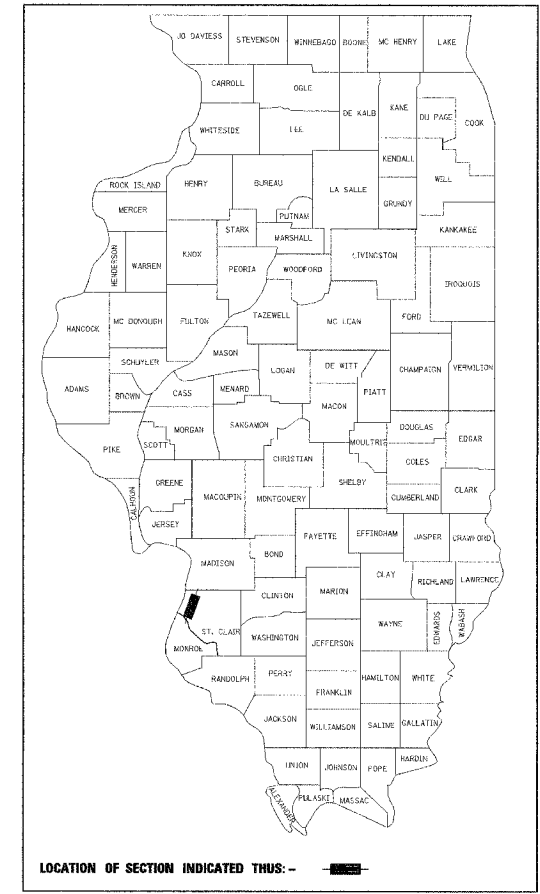 JO DAVIESS STEVENSON WINNEBAGO BOONE MC HENRY LAKE
CARROLL OGLE
DE KALB KANE DU PAGE COOK
WHITESIDE LEE
KENDALL WILL
ROCK ISLAND HENRY BUREAU LA SALLE
GRUNDY
MERCER PUTNAM
KANKAKEE
STARK MARSHALL
HENDERSON WARREN KNOX LIVINGSTON
PEORIA WOODFORD IROQUOIS
HANCOCK MC DONOUGH FULTON TAZEWELL MC LEAN FORD
MASON
SCHUYLER DE WITT CHAMPAIGN VERMILION
ADAMS BROWN CASS MENARD LOGAN PIATT
MACON
MORGAN SANGAMON DOUGLAS
PIKE SCOTT MOULTRIE EDGAR
CHRISTIAN COLES
GREENE SHELBY
CALHOUN MACOUPIN MONTGOMERY CUMBERLAND CLARK
JERSEY
FAYETTE EFFINGHAM JASPER CRAWFORD
MADISON BOND
CLAY
CLINTON MARION RICHLAND LAWRENCE
ST. CLAIR WAYNE EDWARDS WABASH
WASHINGTON JEFFERSON
MONROE
RANDOLPH PERRY HAMILTON WHITE
FRANKLIN
JACKSON WILLIAMSON SALINE GALLATIN
UNION JOHNSON POPE HARDIN
ALEXANDER PULASKI MASSAC
LOCATION OF SECTION INDICATED THUS: -